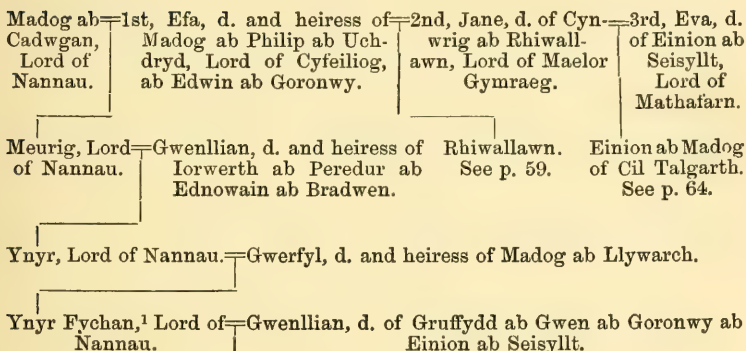 Madog ab=1st, Efa, d. and heiress of=2nd, Jane, d. of Cyn-=3rd, Eva, d.
Cadwgan, Madog ab Philip ab Uch- wrig ab Rhiwall- of Einion ab
Lord of dryd, Lord of Cyfeiliog, awn, Lord of Maelor Seisyllt,
Nannau. ab Edwin ab Goronwy. Gymraeg. Lord of
Mathafarn.
Meurig, Lord=Gwenllian, d. and heiress of Rhiwallawn. Einion ab Madog
of Nannau. Iorwerth ab Peredur ab See p. 59. of Cil Talgarth.
Ednowain ab Bradwen. See p. 64.
Ynyr, Lord of Nannau.=Gwerfyl, d. and heiress of Madog ab Llywarch.
Ynyr Fychan,¹ Lord of=Gwenllian, d. of Gruffydd ab Gwen ab Goronwy ab
Nannau. Einion ab Seisyllt.